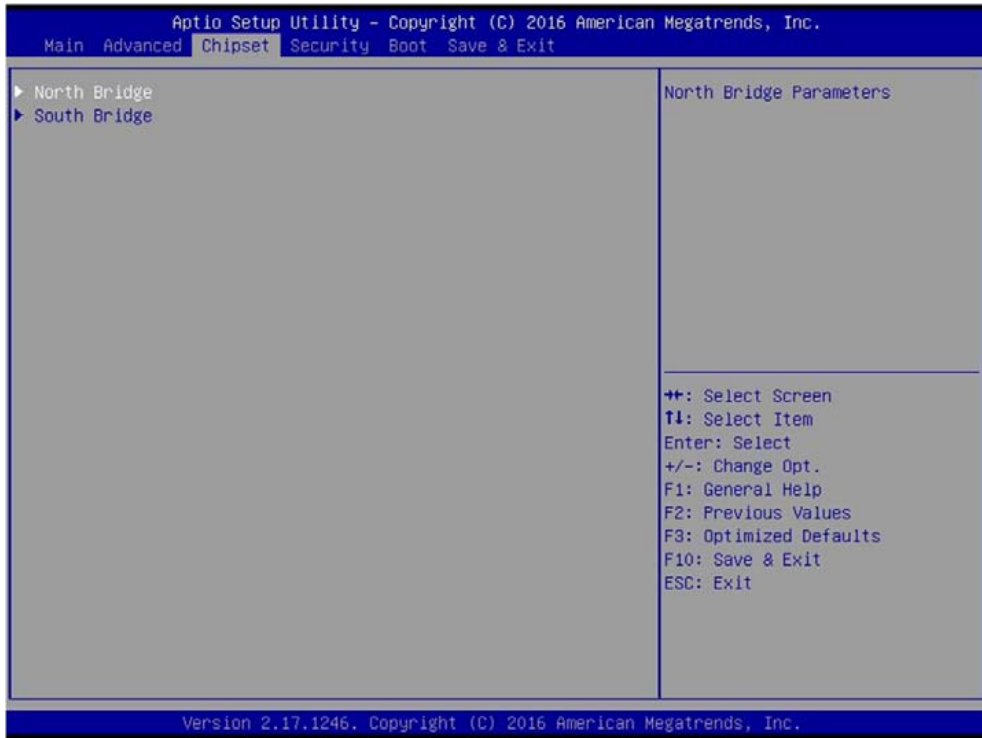 Aptio Setup Utility – Copyright (C) 2016 American Megatrends, Inc.
Main Advanced Chipset Security Boot Save & Exit
▶ North Bridge
▶ South Bridge
North Bridge Parameters
→←: Select Screen
↑↓: Select Item
Enter: Select
+/-: Change Opt.
F1: General Help
F2: Previous Values
F3: Optimized Defaults
F10: Save & Exit
ESC: Exit
Version 2.17.1246. Copyright (C) 2016 American Megatrends, Inc.